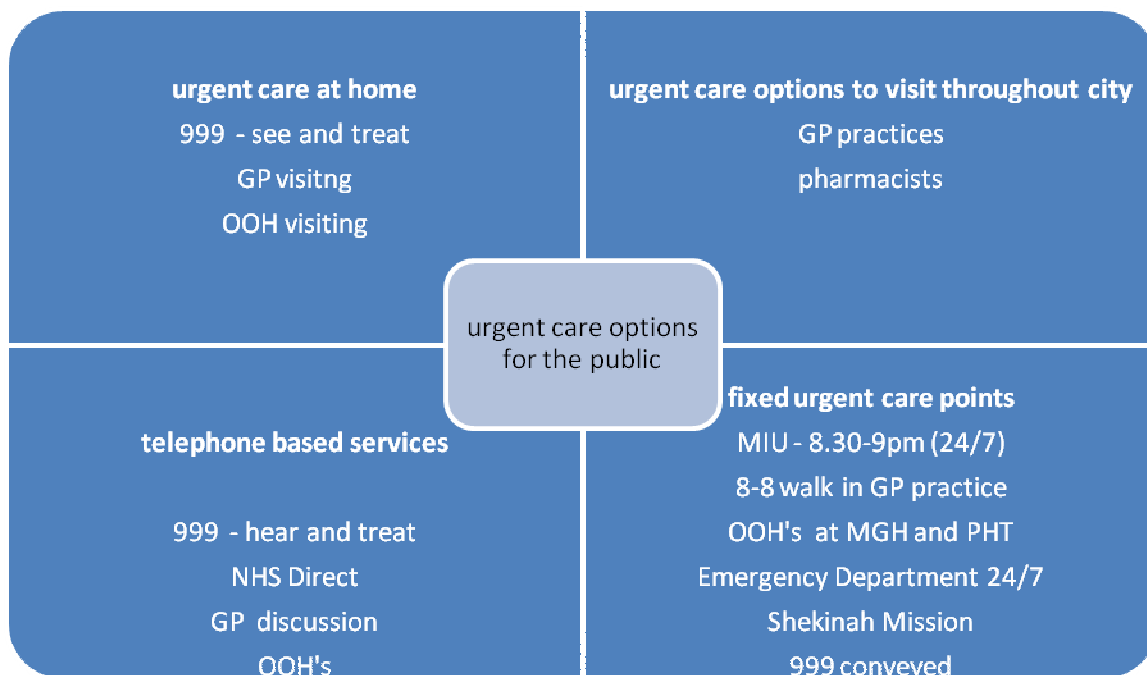 urgent care at home
999 - see and treat
GP visitng
OOH visiting
urgent care options to visit throughout city
GP practices
pharmacists
urgent care options
for the public
telephone based services
999 - hear and treat
NHS Direct
GP discussion
OOH's
fixed urgent care points
MIU - 8.30-9pm (24/7)
8-8 walk in GP practice
OOH's at MGH and PHT
Emergency Department 24/7
Shekinah Mission
999 conveyed